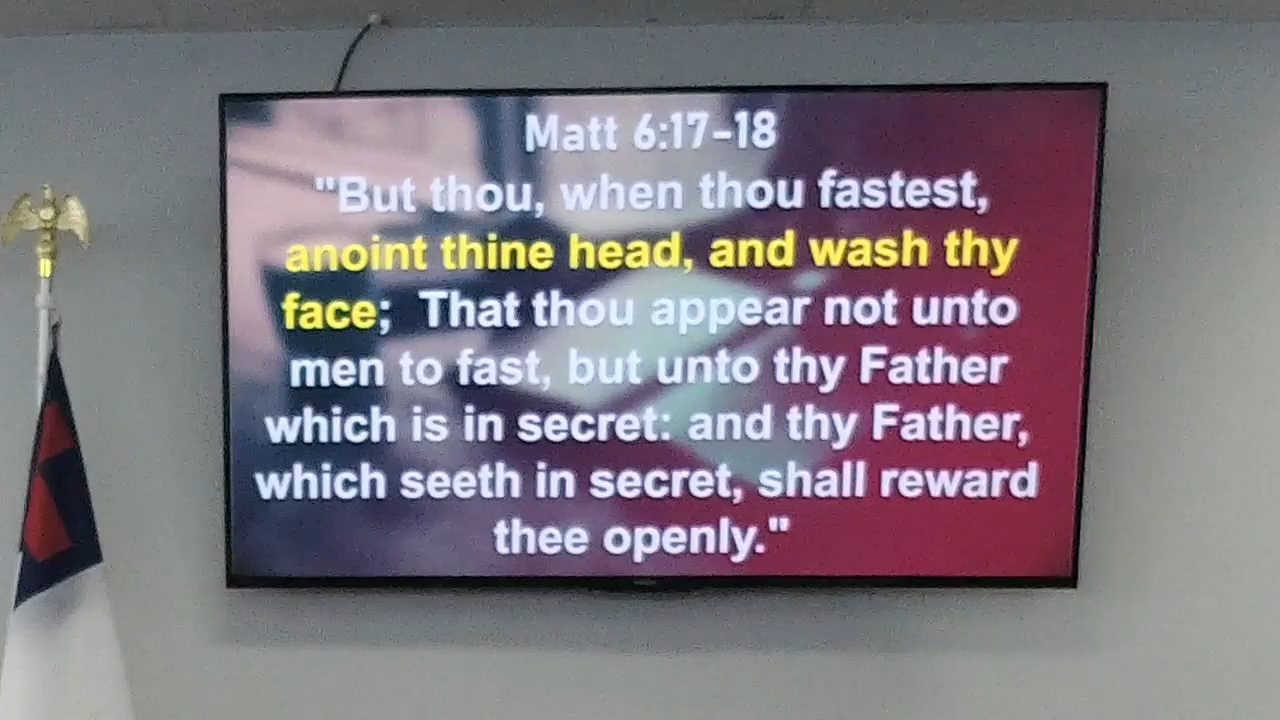 Matt 6:17-18
"But thou, when thou fastest,
anoint thine head, and wash thy
face;  That thou appear not unto
men to fast, but unto thy Father
which is in secret: and thy Father,
which seeth in secret, shall reward
thee openly."